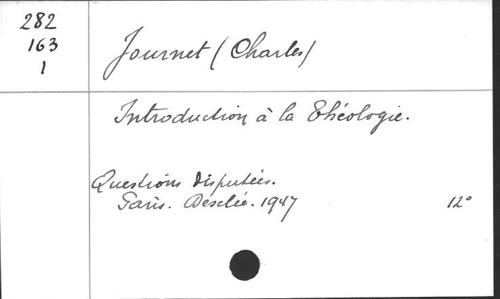 282
163
1
Journet (Charles)
Introduction à la Théologie.
Questions disputées.
Paris. Desclée. 1947 12°